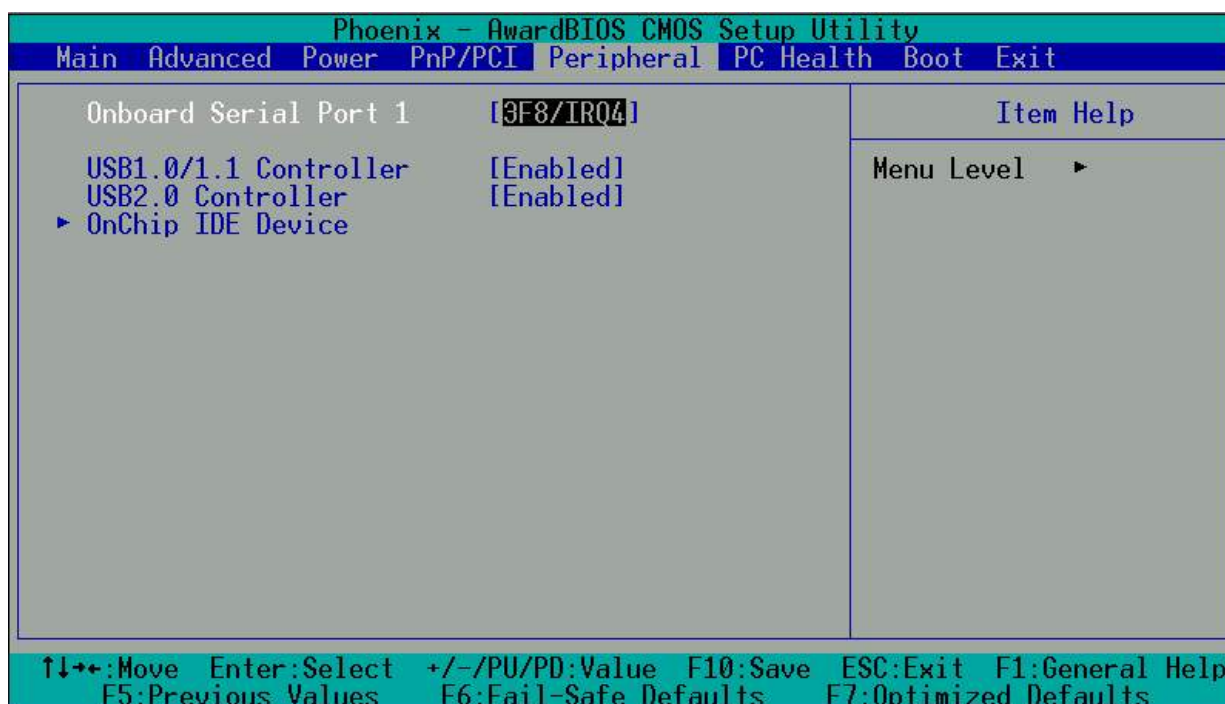 Phoenix - AwardBIOS CMOS Setup Utility
Main Advanced Power PnP/PCI Peripheral PC Health Boot Exit
Onboard Serial Port 1 [3F8/IRQ4] Item Help
USB1.0/1.1 Controller [Enabled] Menu Level ►
USB2.0 Controller [Enabled]
► OnChip IDE Device
↑↓→←:Move Enter:Select +/-/PU/PD:Value F10:Save ESC:Exit F1:General Help
F5:Previous Values F6:Fail-Safe Defaults F7:Optimized Defaults